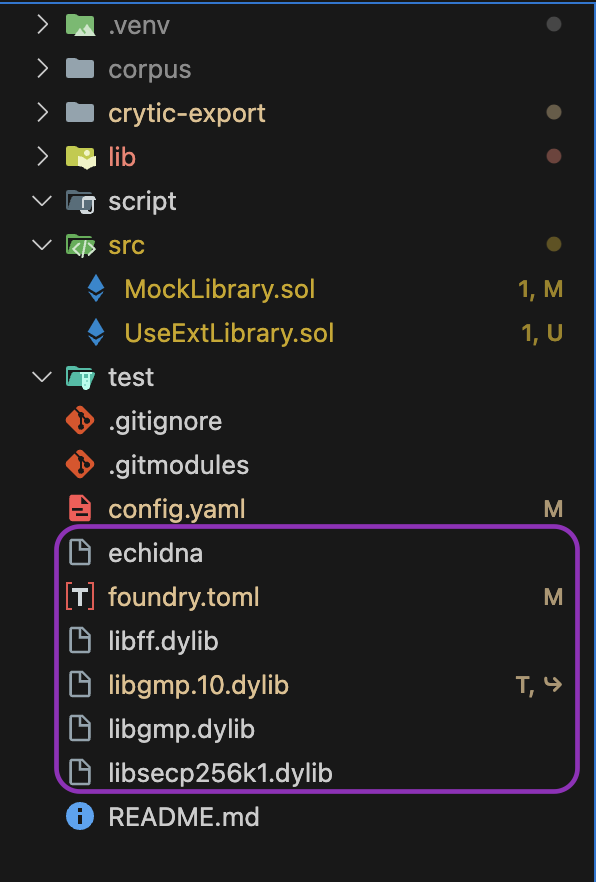 .venv
corpus
crytic-export
lib
script
src
MockLibrary.sol 1, M
UseExtLibrary.sol 1, U
test
.gitignore
.gitmodules
config.yaml M
echidna
foundry.toml M
libff.dylib
libgmp.10.dylib T, ↪
libgmp.dylib
libsecp256k1.dylib
README.md